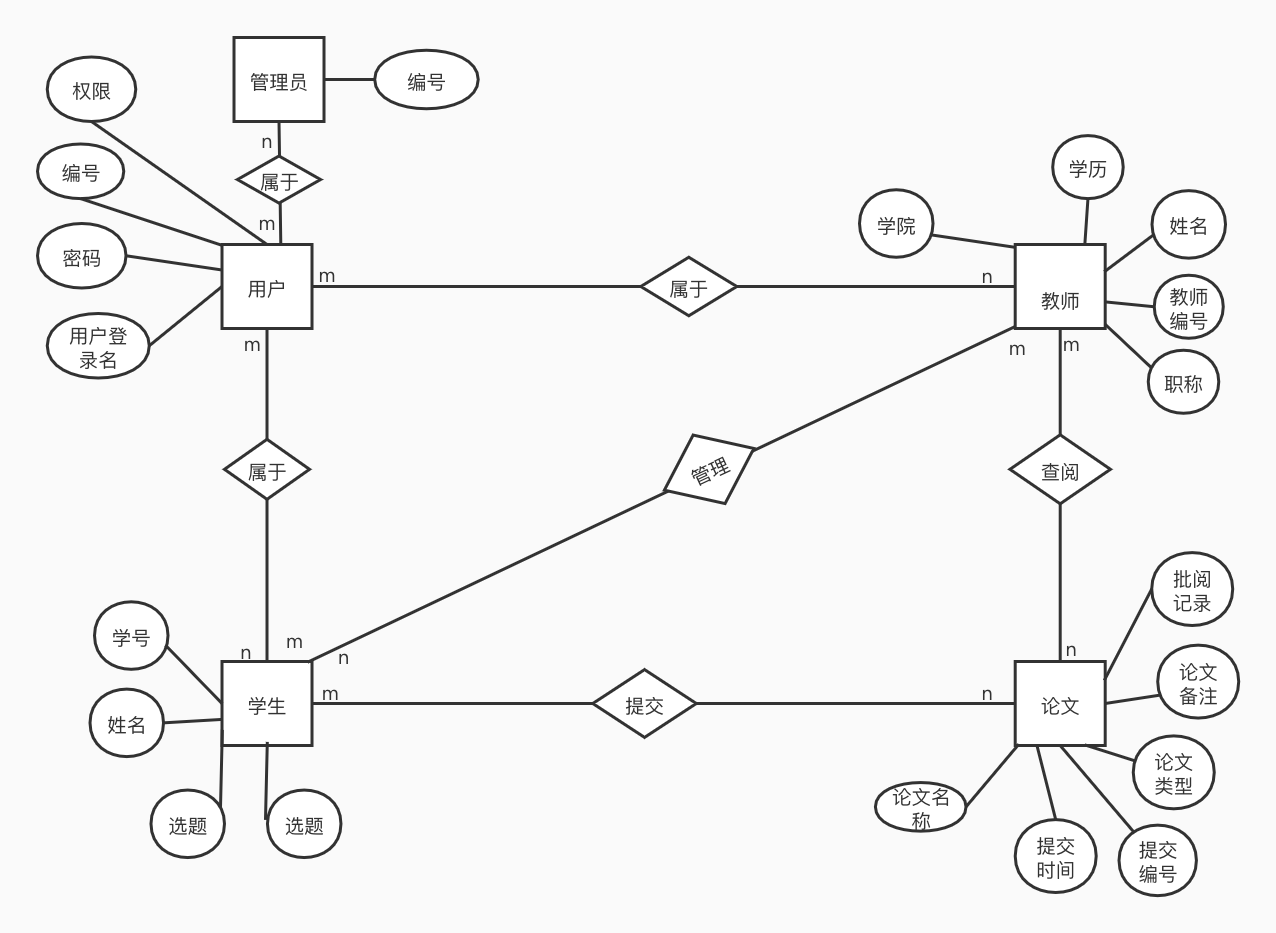 管理员
编号
权限
n
编号
属于
m
密码
用户
用户登
录名
m
m
属于
n
学院
学历
姓名
教师
教师
编号
职称
m
m
管理
属于
查阅
学号
n
m
n
学生
姓名
m
提交
n
n
论文
批阅
记录
论文
备注
论文
类型
选题
选题
论文名
称
提交
时间
提交
编号